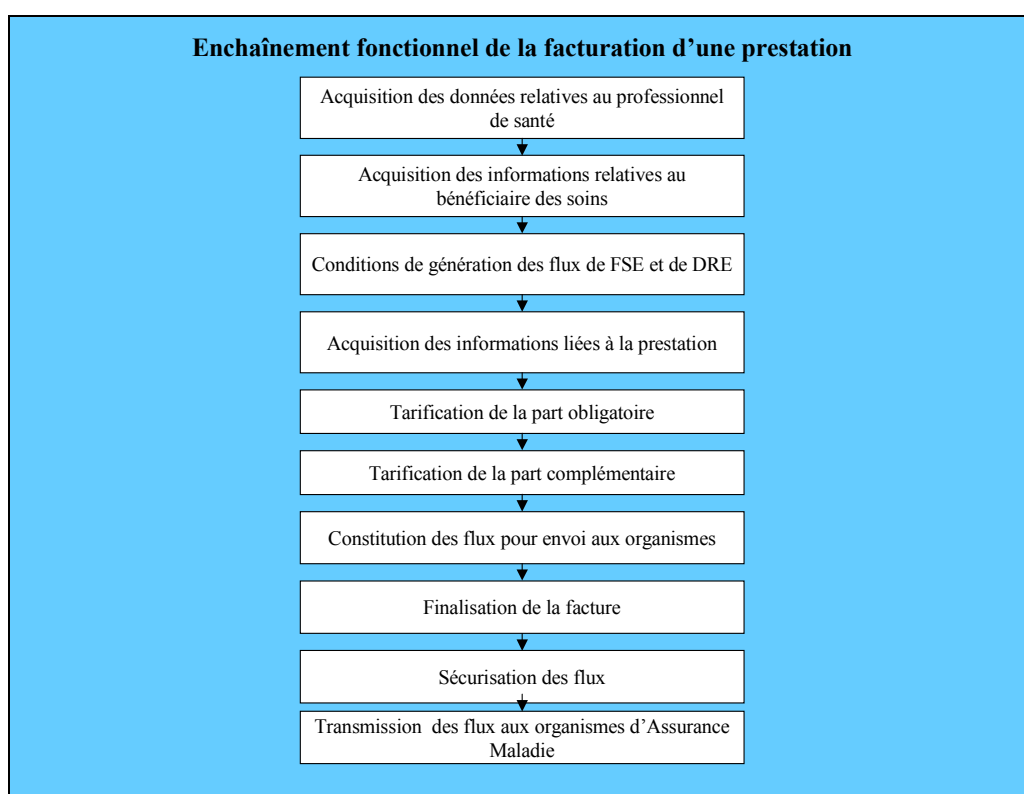 Enchaînement fonctionnel de la facturation d’une prestation
Acquisition des données relatives au professionnel
de santé
Acquisition des informations relatives au
bénéficiaire des soins
Conditions de génération des flux de FSE et de DRE
Acquisition des informations liées à la prestation
Tarification de la part obligatoire
Tarification de la part complémentaire
Constitution des flux pour envoi aux organismes
Finalisation de la facture
Sécurisation des flux
Transmission des flux aux organismes d’Assurance
Maladie